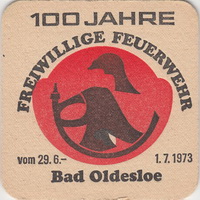 100 JAHRE
FREIWILLIGE FEUERWEHR
vom 29. 6.– 1. 7. 1973
Bad Oldesloe